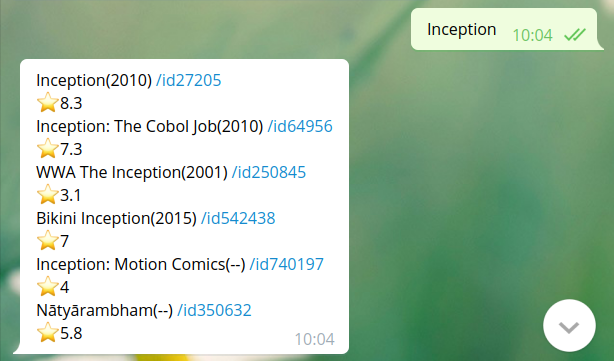 Inception 10:04
Inception(2010) /id27205
⭐8.3
Inception: The Cobol Job(2010) /id64956
⭐7.3
WWA The Inception(2001) /id250845
⭐3.1
Bikini Inception(2015) /id542438
⭐7
Inception: Motion Comics(--) /id740197
⭐4
Nātyārambham(--) /id350632
⭐5.8
10:04